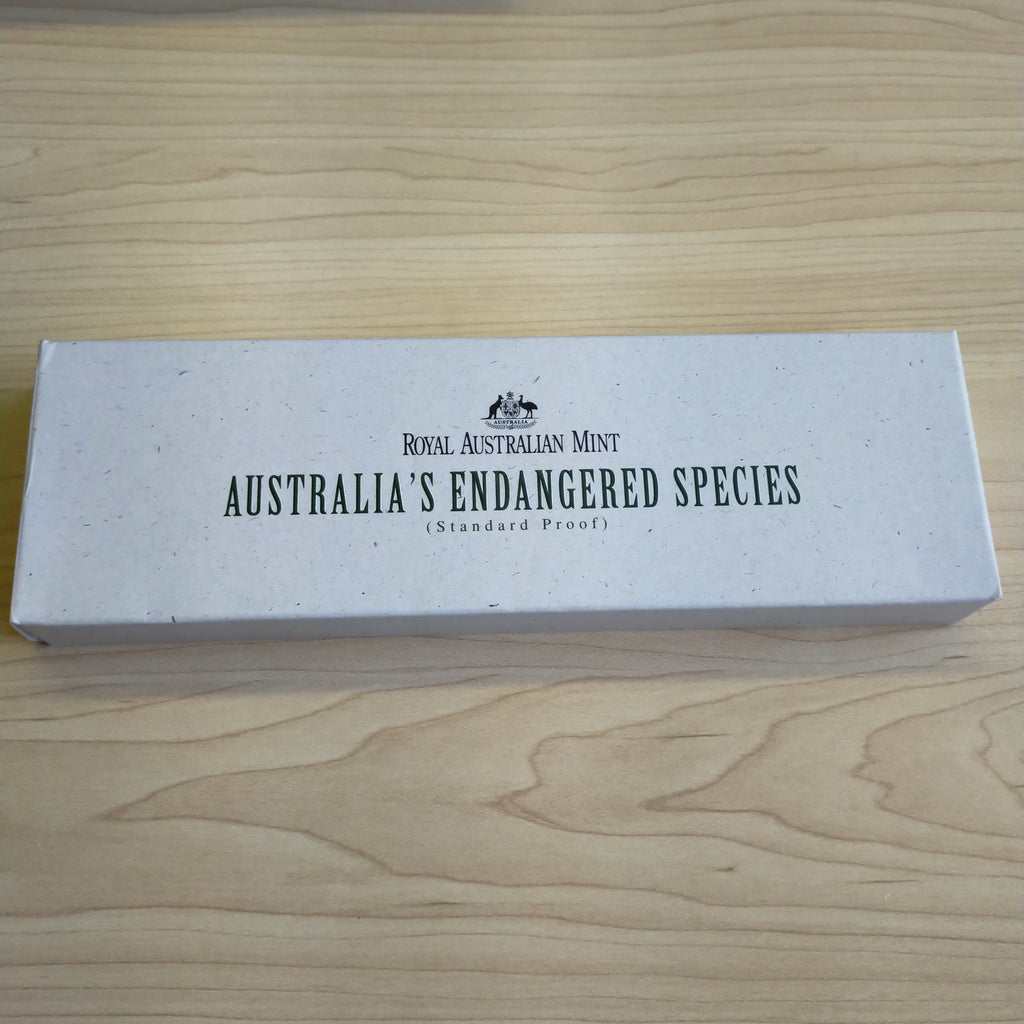 AUSTRALIA
ROYAL AUSTRALIAN MINT
AUSTRALIA'S ENDANGERED SPECIES
(Standard Proof)